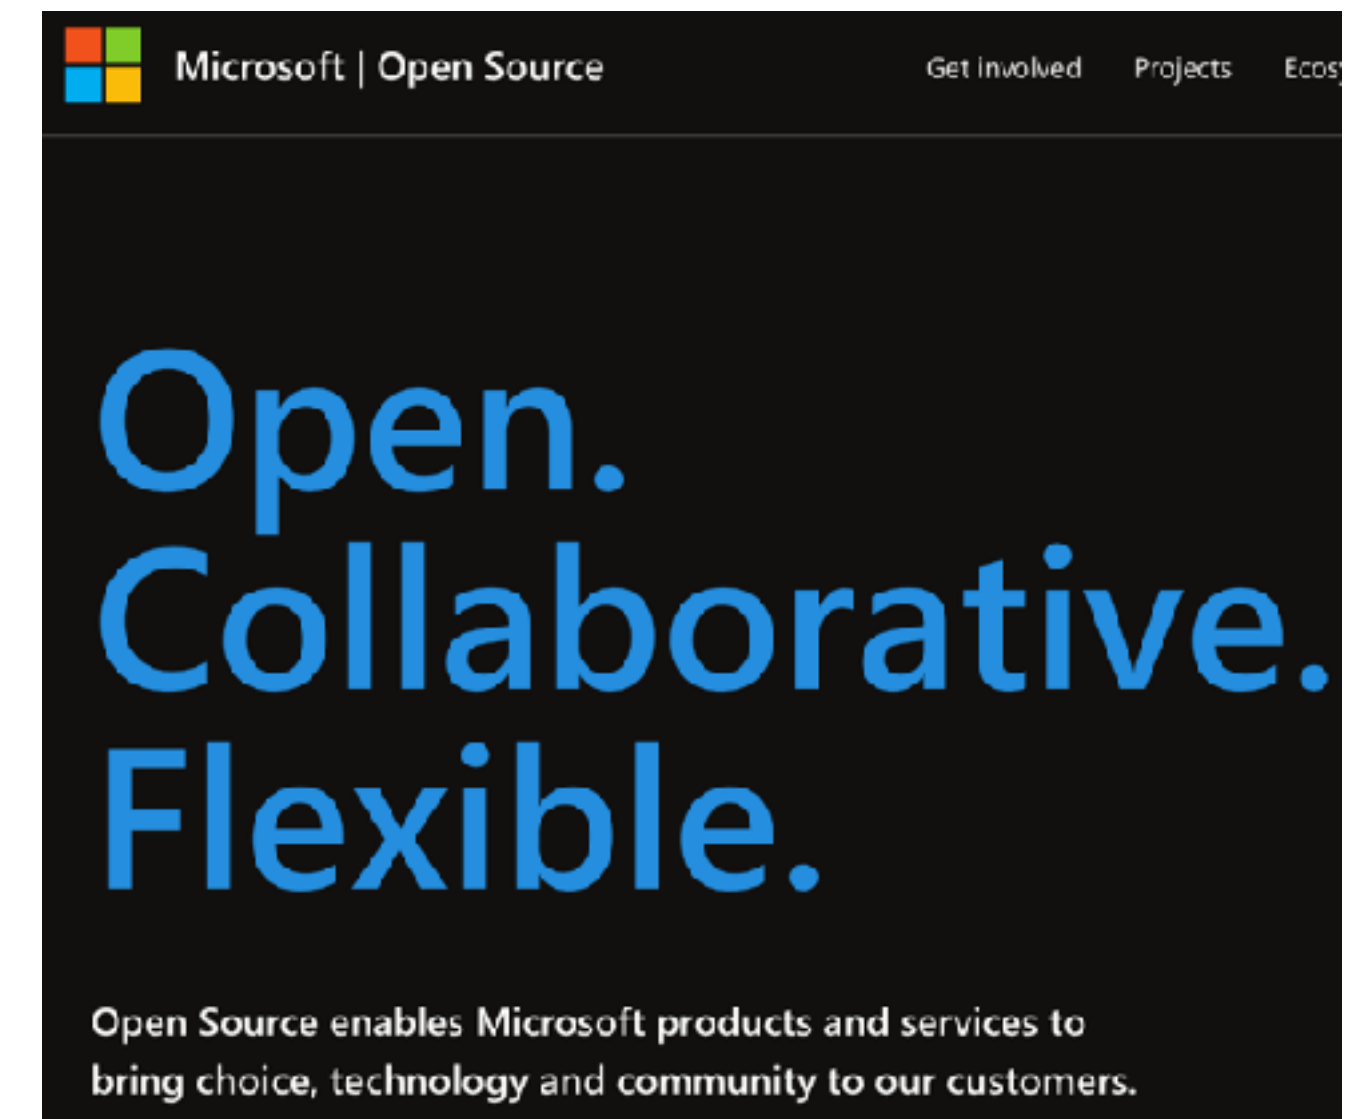 Microsoft | Open Source
Get involved Projects
Open.
Collaborative.
Flexible.
Open Source enables Microsoft products and services to
bring choice, technology and community to our customers.